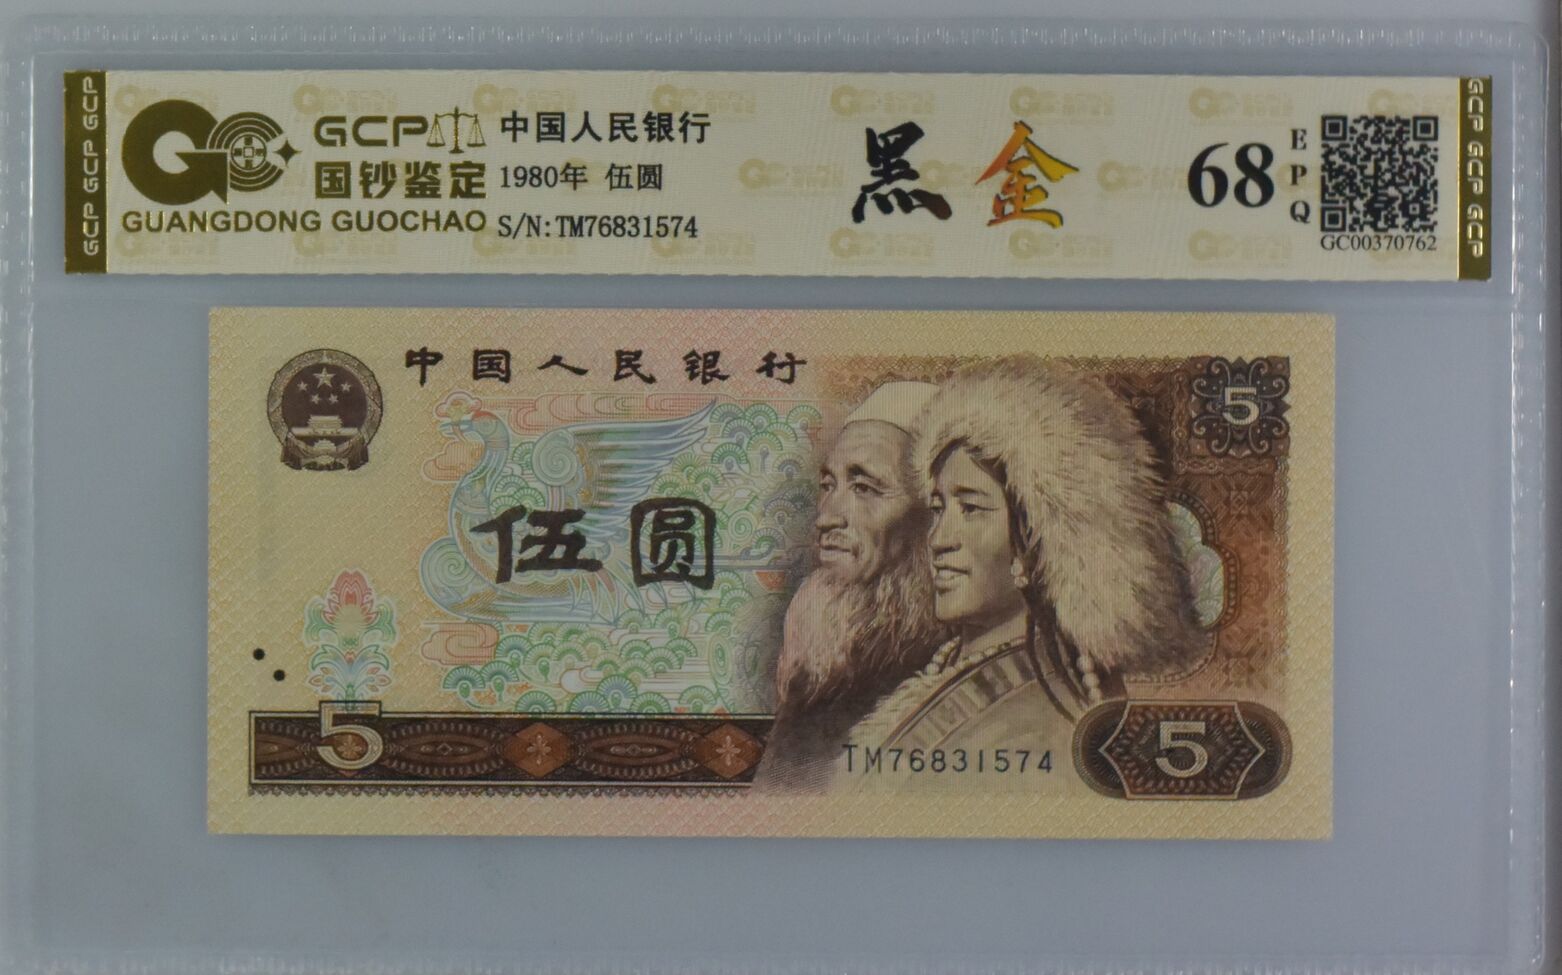 GCP GCP GCP
GCP
国钞鉴定
GUANGDONG GUOCHAO
中国人民银行
1980年 伍圆
S/N:TM76831574
黑金
68
EPQ
GC00370762
GCP GCP GCP
中国人民银行
5
伍圆
5
TM76831574
5